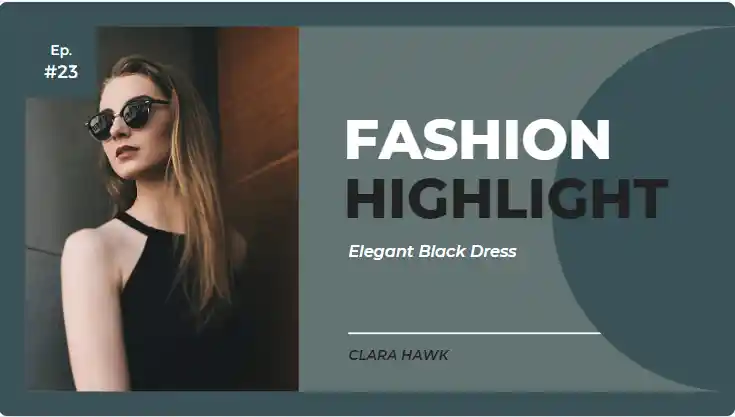 Ep.
#23
FASHION
HIGHLIGHT
Elegant Black Dress
CLARA HAWK